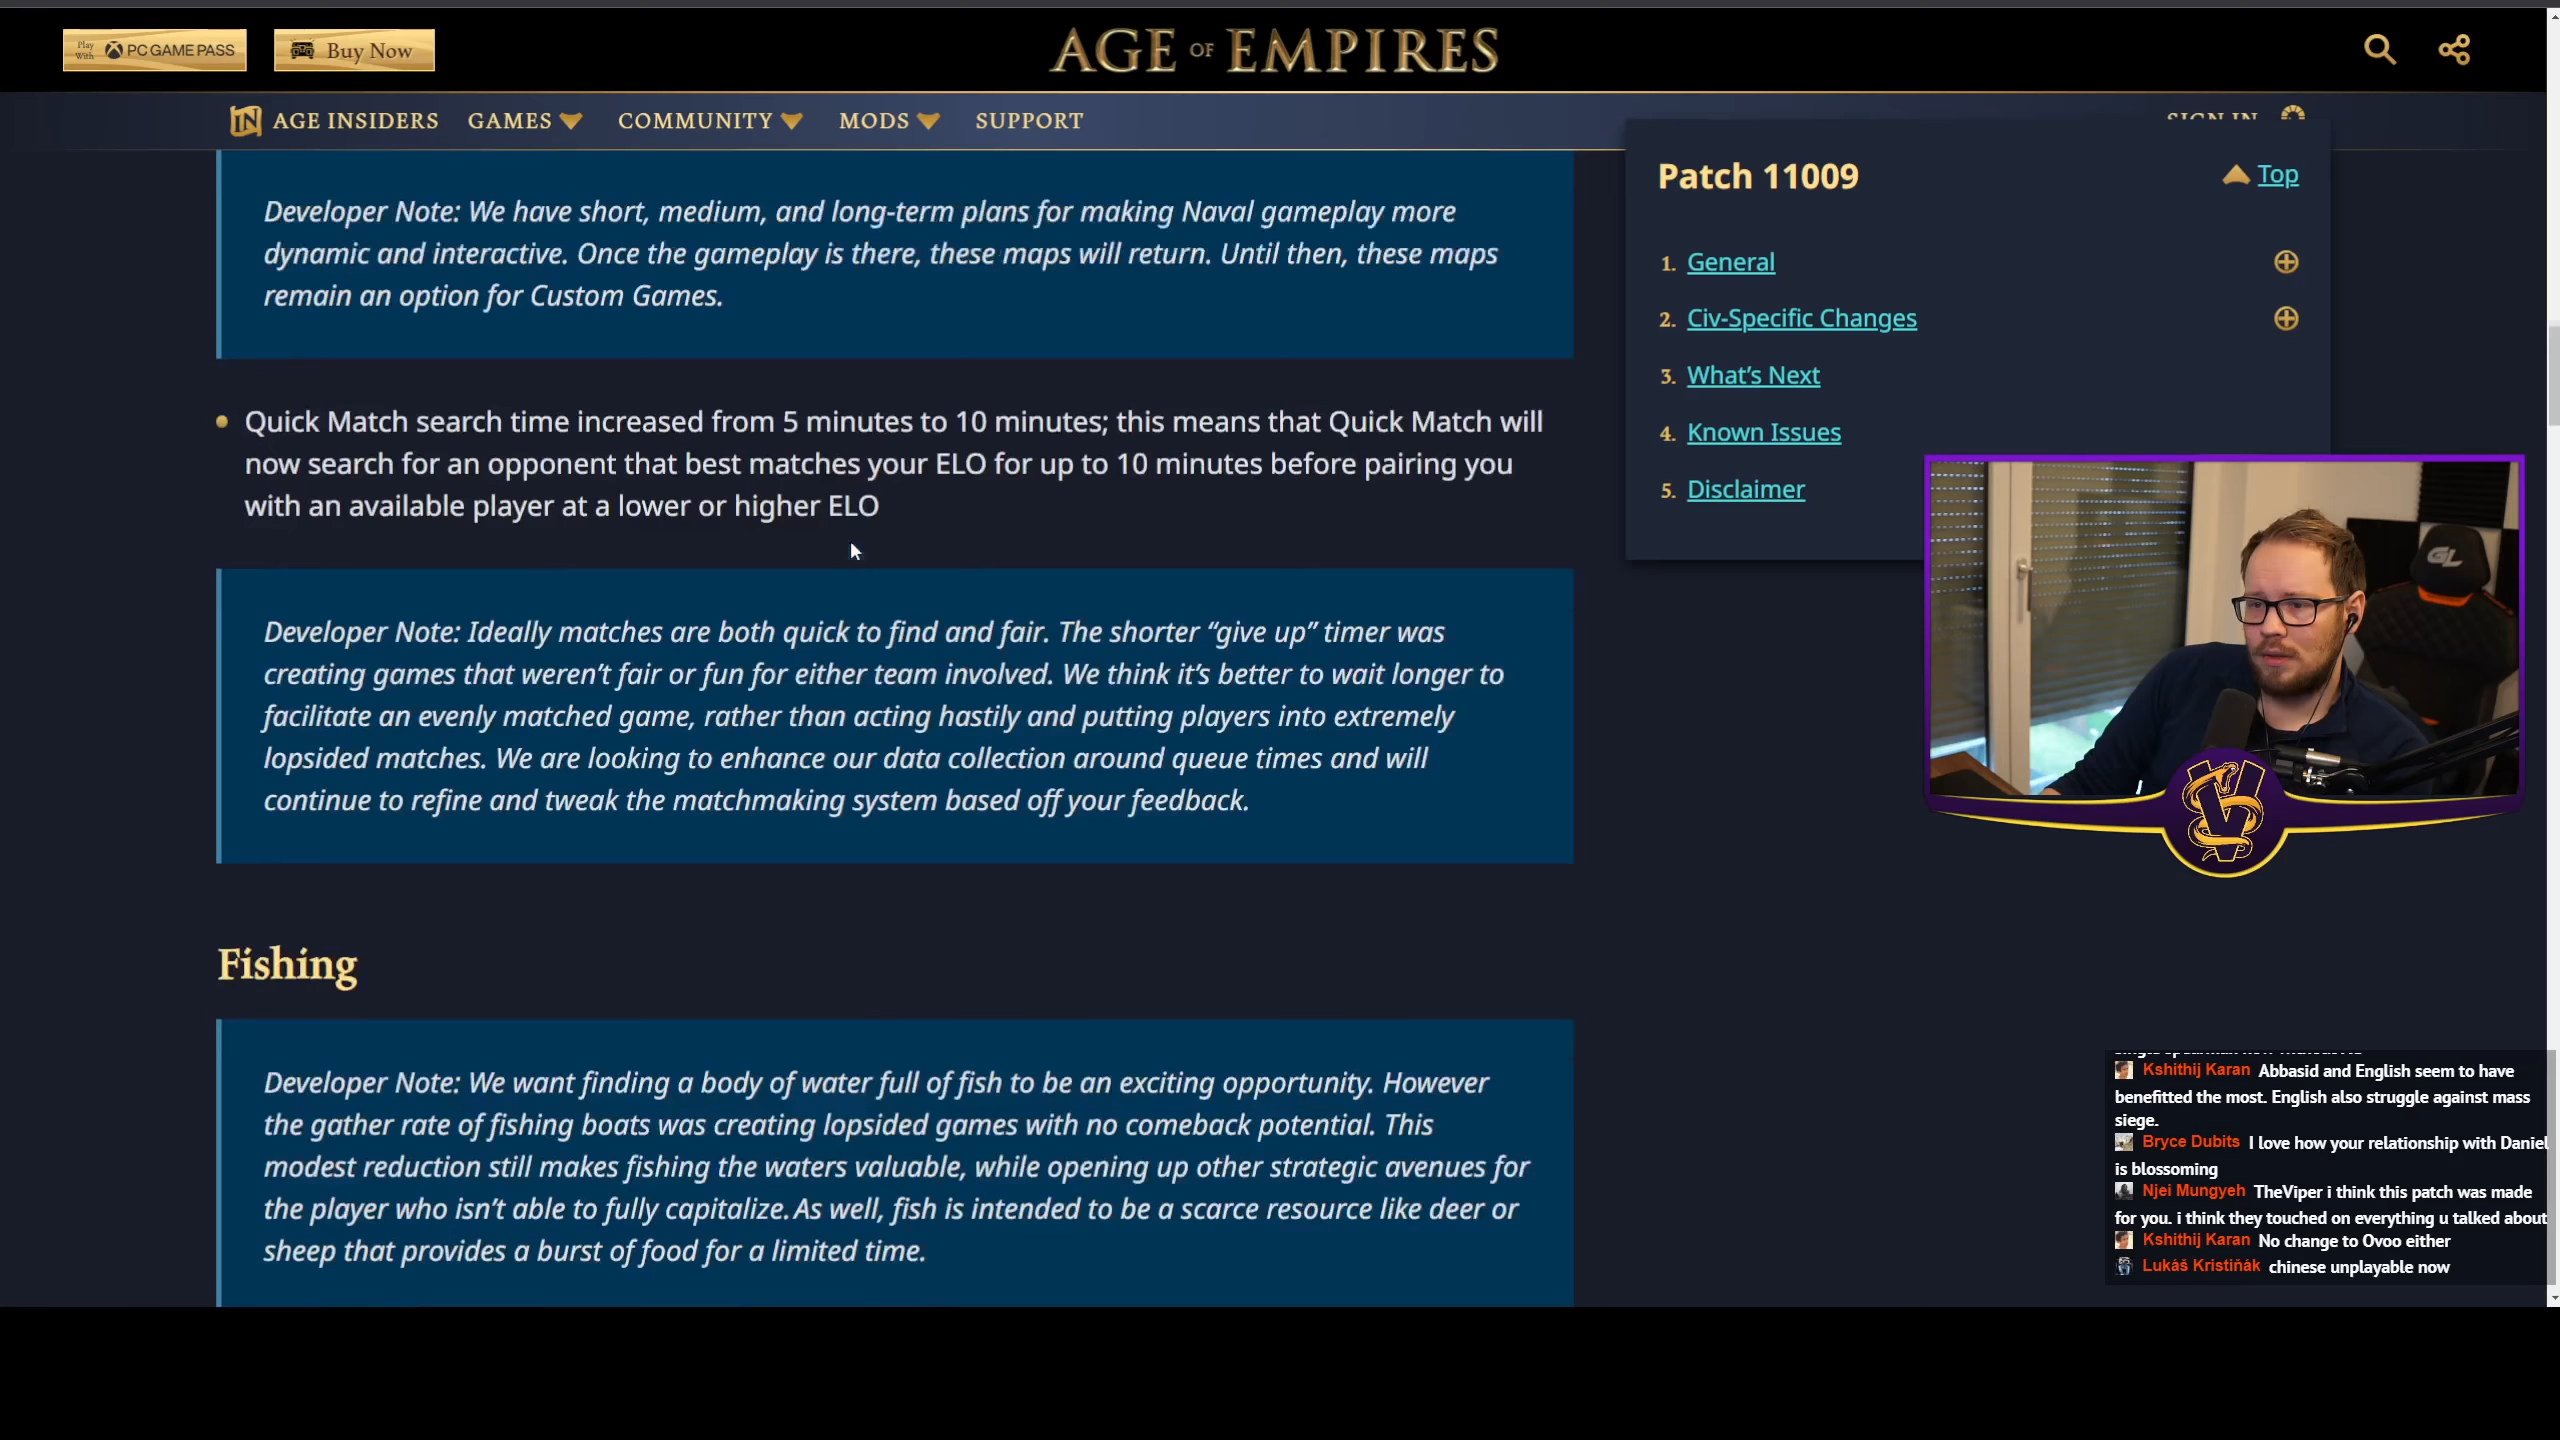 Play With PC GAME PASS
Buy Now
AGE OF EMPIRES
IN AGE INSIDERS
GAMES
COMMUNITY
MODS
SUPPORT
SIGN IN
Developer Note: We have short, medium, and long-term plans for making Naval gameplay more
dynamic and interactive. Once the gameplay is there, these maps will return. Until then, these maps
remain an option for Custom Games.
Quick Match search time increased from 5 minutes to 10 minutes; this means that Quick Match will
now search for an opponent that best matches your ELO for up to 10 minutes before pairing you
with an available player at a lower or higher ELO
Developer Note: Ideally matches are both quick to find and fair. The shorter “give up” timer was
creating games that weren’t fair or fun for either team involved. We think it’s better to wait longer to
facilitate an evenly matched game, rather than acting hastily and putting players into extremely
lopsided matches. We are looking to enhance our data collection around queue times and will
continue to refine and tweak the matchmaking system based off your feedback.
Fishing
Developer Note: We want finding a body of water full of fish to be an exciting opportunity. However
the gather rate of fishing boats was creating lopsided games with no comeback potential. This
modest reduction still makes fishing the waters valuable, while opening up other strategic avenues for
the player who isn’t able to fully capitalize. As well, fish is intended to be a scarce resource like deer or
sheep that provides a burst of food for a limited time.
Patch 11009
Top
1. General
2. Civ-Specific Changes
3. What’s Next
4. Known Issues
5. Disclaimer
GL
Kshithij Karan Abbasid and English seem to have
benefitted the most. English also struggle against mass
siege.
Bryce Dubits I love how your relationship with Daniel
is blossoming
Njei Mungyeh TheViper i think this patch was made
for you. i think they touched on everything u talked about
Kshithij Karan No change to Ovoo either
Lukáš Kristiňák chinese unplayable now